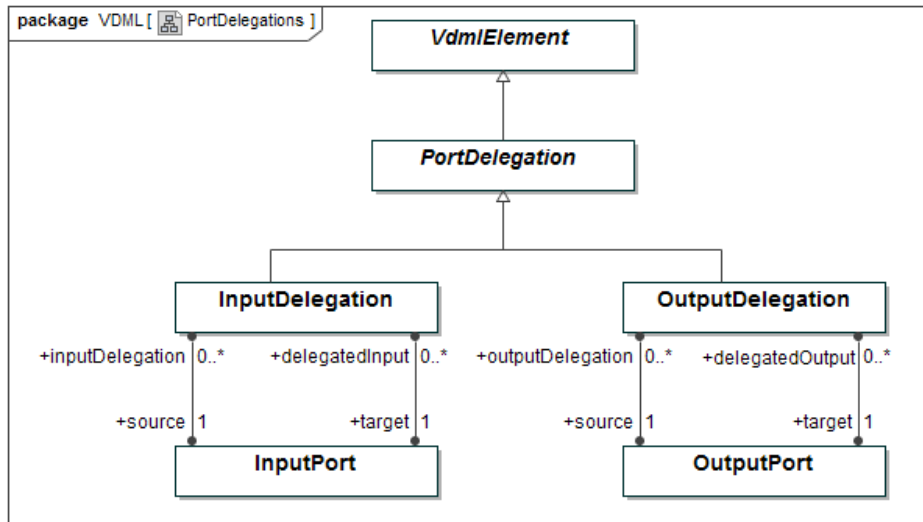 package VDML [ PortDelegations ]
VdmlElement
PortDelegation
InputDelegation
OutputDelegation
+inputDelegation 0..* +delegatedInput 0..*
+outputDelegation 0..* +delegatedOutput 0..*
+source 1 +target 1
+source 1 +target 1
InputPort
OutputPort